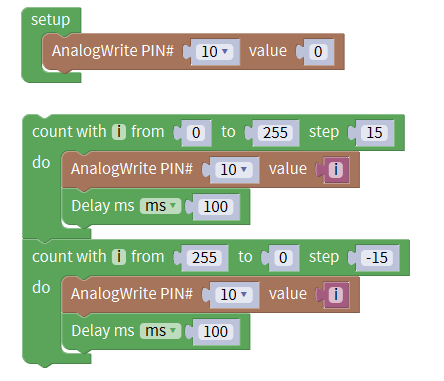 setup
AnalogWrite PIN# 10 value 0
count with i from 0 to 255 step 15
do AnalogWrite PIN# 10 value i
Delay ms ms 100
count with i from 255 to 0 step -15
do AnalogWrite PIN# 10 value i
Delay ms ms 100